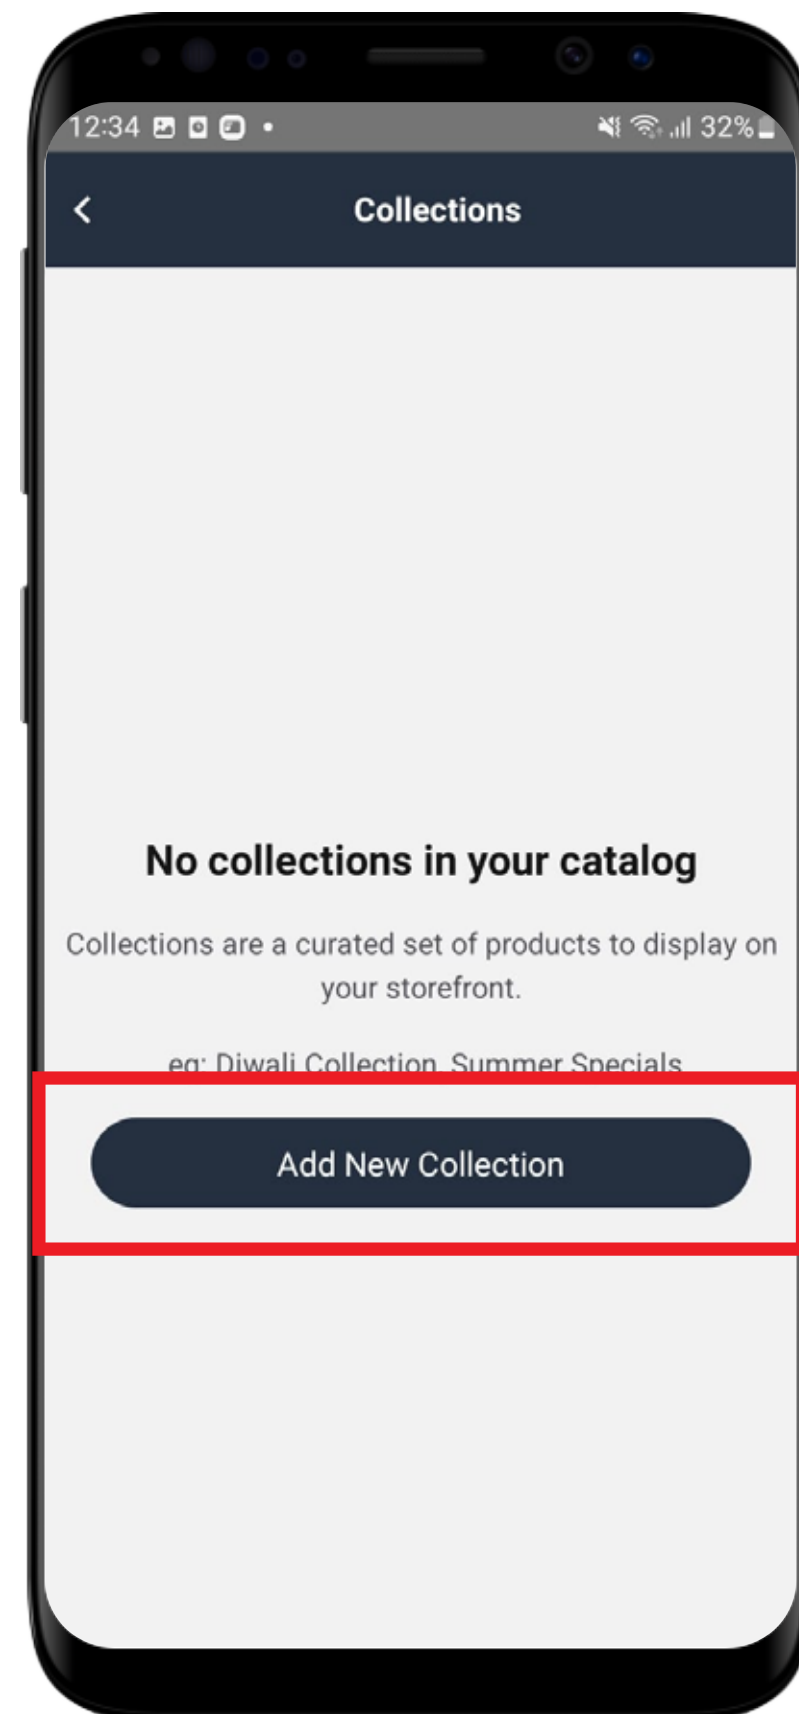 12:34 32%
Collections
No collections in your catalog
Collections are a curated set of products to display on
your storefront.
eg: Diwali Collection, Summer Specials
Add New Collection